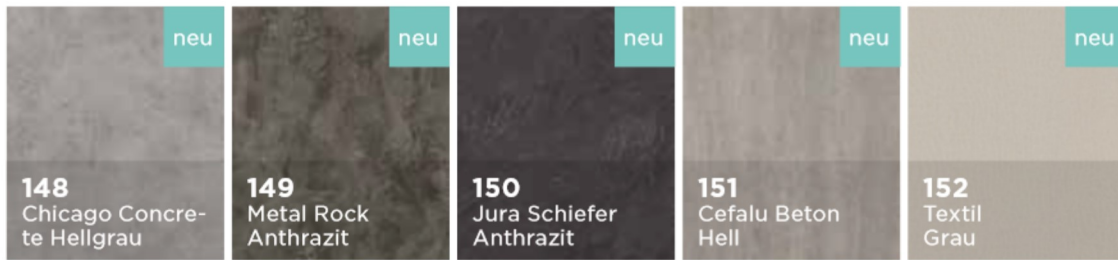 neu
neu
neu
neu
neu
148
Chicago Concre-
te Hellgrau
149
Metal Rock
Anthrazit
150
Jura Schiefer
Anthrazit
151
Cefalu Beton
Hell
152
Textil
Grau